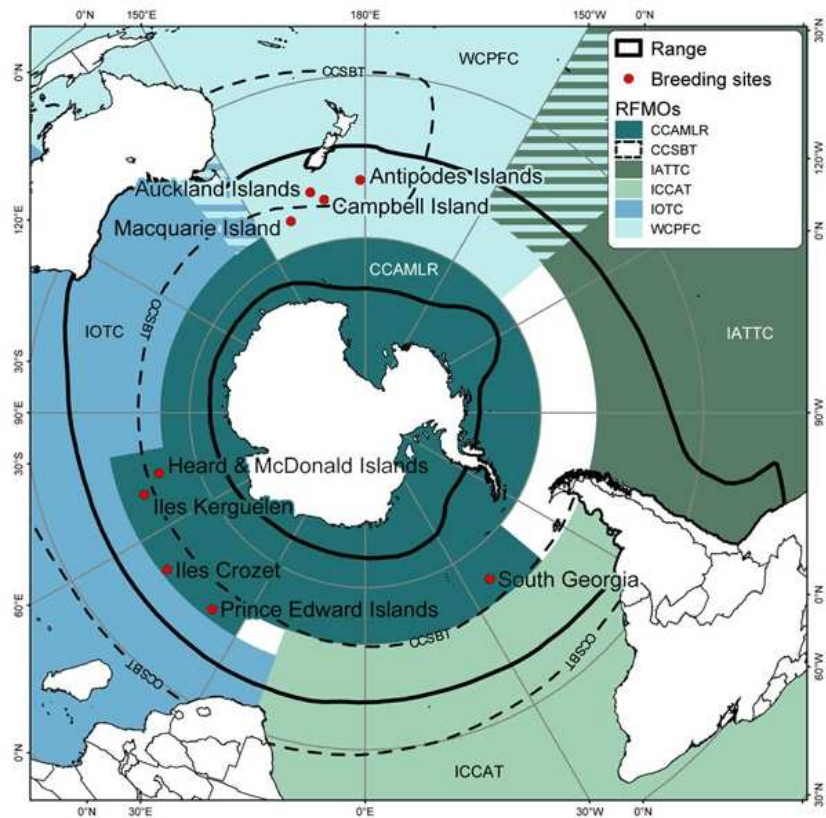 0°N 150°E 180°E 150°W 0°N
30°N
0°N
120°E
30°S
90°E
30°S
60°E
0°N
120°W
0°N
90°W
0°N
60°W
30°N
0°N 30°E 0°E 30°W 0°N
Range
Breeding sites
RFMOs
CCAMLR
CCSBT
IATTC
ICCAT
IOTC
WCPFC
WCPFC
CCSBT
Antipodes Islands
Auckland Islands
Campbell Island
Macquarie Island
CCAMLR
CCSBT
IOTC
IATTC
Heard & McDonald Islands
Iles Kerguelen
Iles Crozet
South Georgia
Prince Edward Islands
CCSBT
CCSBT
CCSBT
ICCAT
30°N